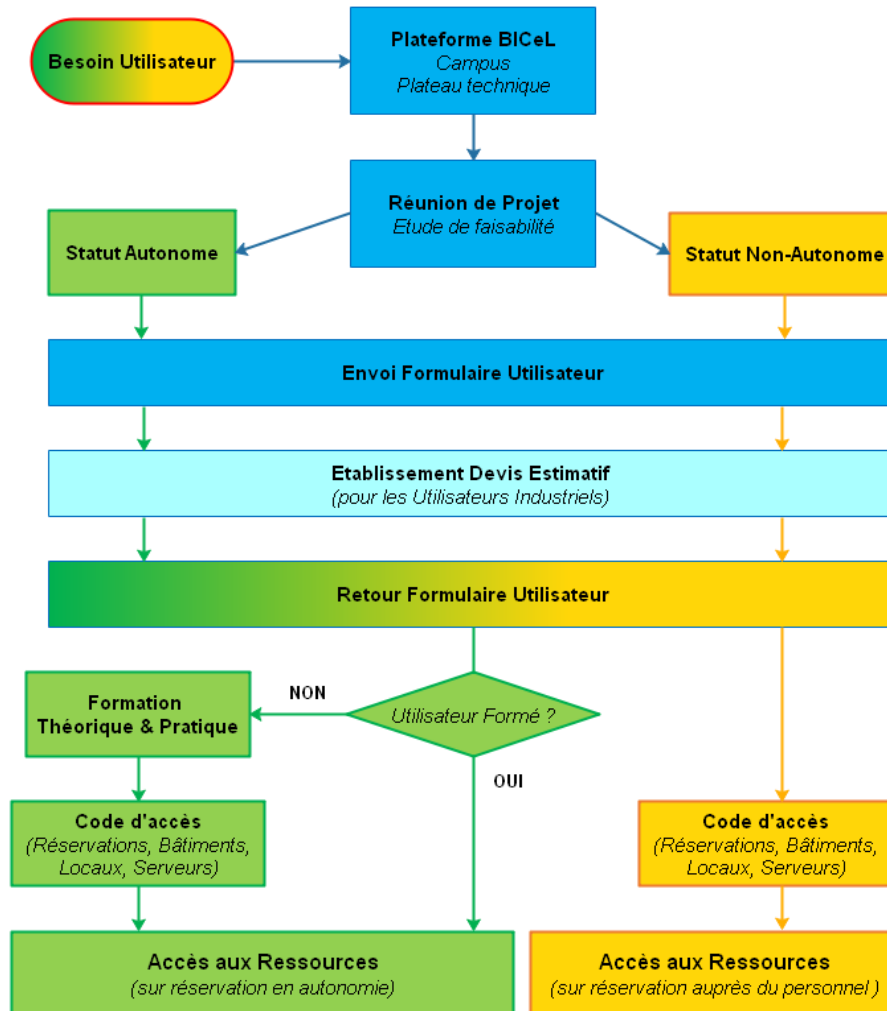 Besoin Utilisateur
Plateforme BICeL
Campus
Plateau technique
Réunion de Projet
Etude de faisabilité
Statut Autonome
Statut Non-Autonome
Envoi Formulaire Utilisateur
Etablissement Devis Estimatif
(pour les Utilisateurs Industriels)
Retour Formulaire Utilisateur
Formation
Théorique & Pratique
NON
Utilisateur Formé ?
OUI
Code d'accès
(Réservations, Bâtiments,
Locaux, Serveurs)
Code d'accès
(Réservations, Bâtiments,
Locaux, Serveurs)
Accès aux Ressources
(sur réservation en autonomie)
Accès aux Ressources
(sur réservation auprès du personnel )